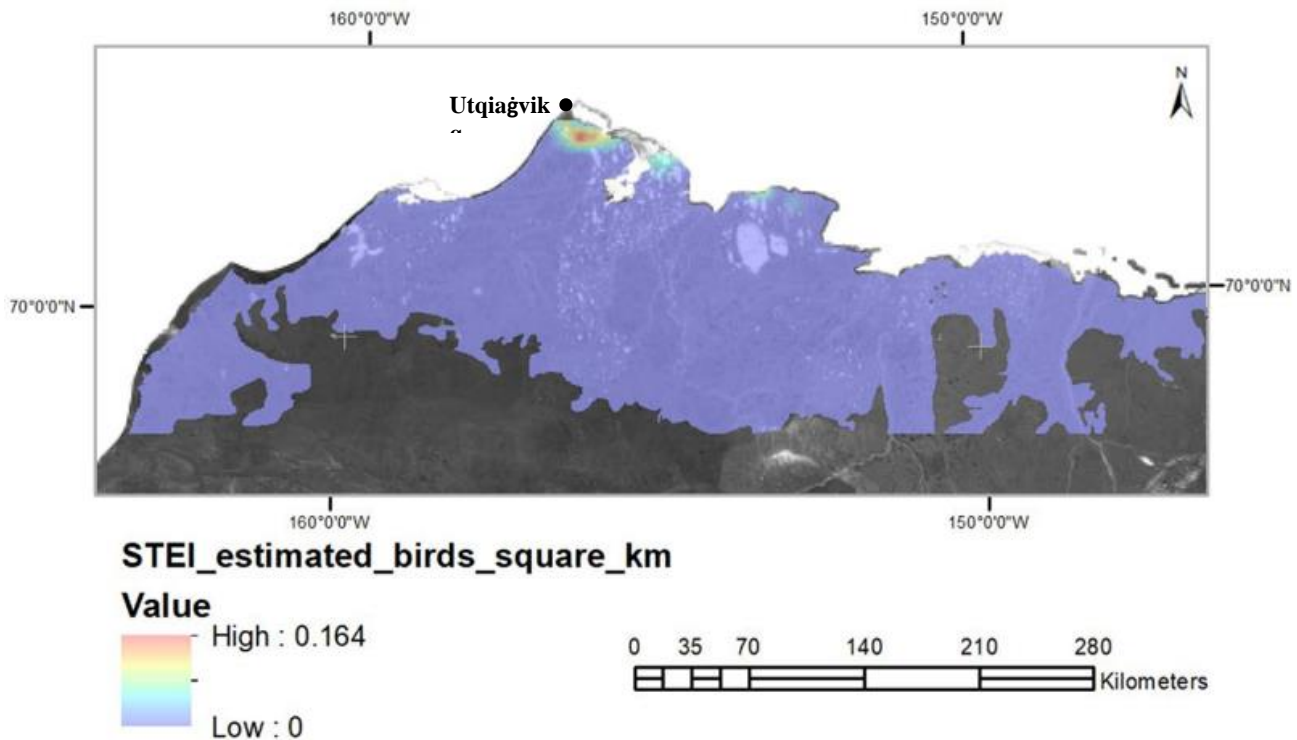 160°0'0"W 150°0'0"W
N
Utqiaġvik
70°0'0"N 70°0'0"N
160°0'0"W 150°0'0"W
STEI_estimated_birds_square_km
Value
High : 0.164
Low : 0
0 35 70 140 210 280
Kilometers